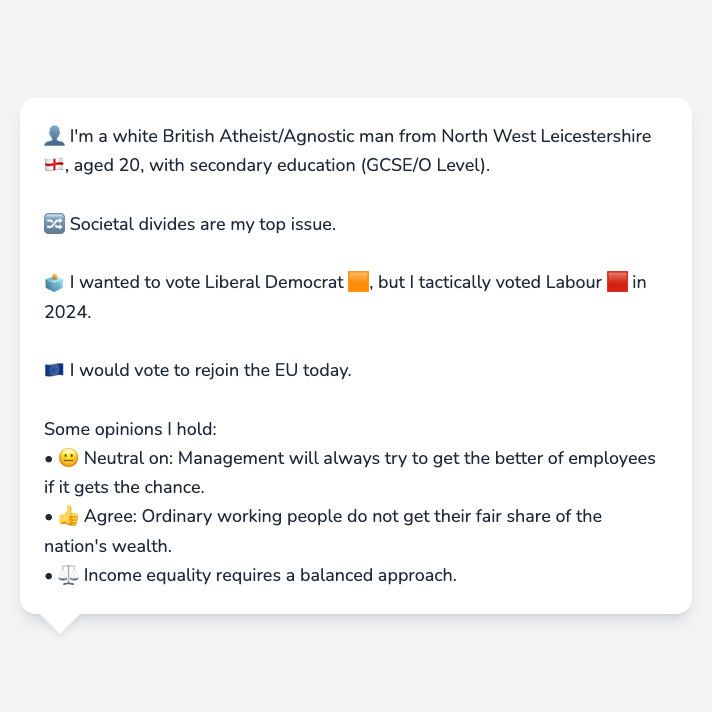 👤 I'm a white British Atheist/Agnostic man from North West Leicestershire
🏴󠁧󠁢󠁥󠁮󠁧󠁿, aged 20, with secondary education (GCSE/O Level).
🔀 Societal divides are my top issue.
🗳️ I wanted to vote Liberal Democrat 🟧, but I tactically voted Labour 🟥 in
2024.
🇪🇺 I would vote to rejoin the EU today.
Some opinions I hold:
• 😐 Neutral on: Management will always try to get the better of employees
if it gets the chance.
• 👍 Agree: Ordinary working people do not get their fair share of the
nation's wealth.
• ⚖️ Income equality requires a balanced approach.